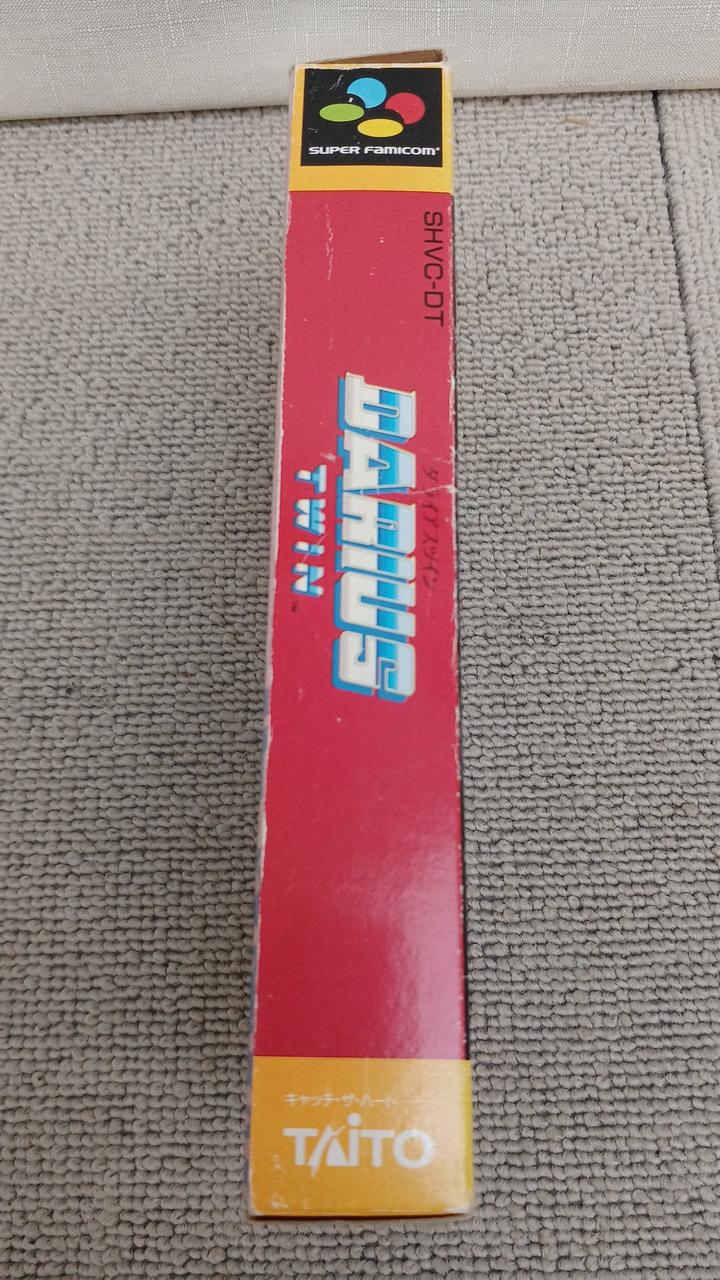 SUPER FAMICOM
SHVC-DT
ダライアスツイン
DARIUS
TWIN™
キャッチ・ザ・ハート
TAITO